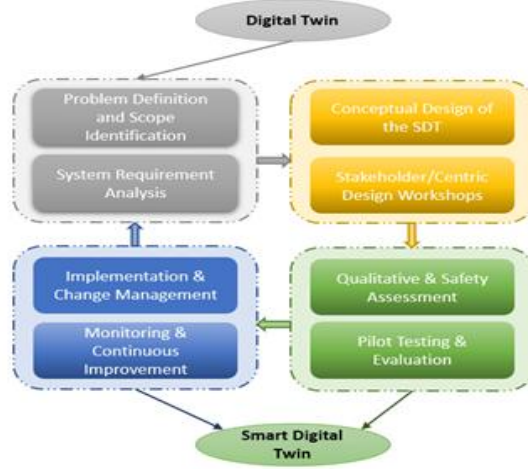 Digital Twin
Problem Definition
and Scope
Identification
System Requirement
Analysis
Conceptual Design of
the SDT
Stakeholder/Centric
Design Workshops
Implementation &
Change Management
Monitoring &
Continuous
Improvement
Qualitative & Safety
Assessment
Pilot Testing &
Evaluation
Smart Digital
Twin